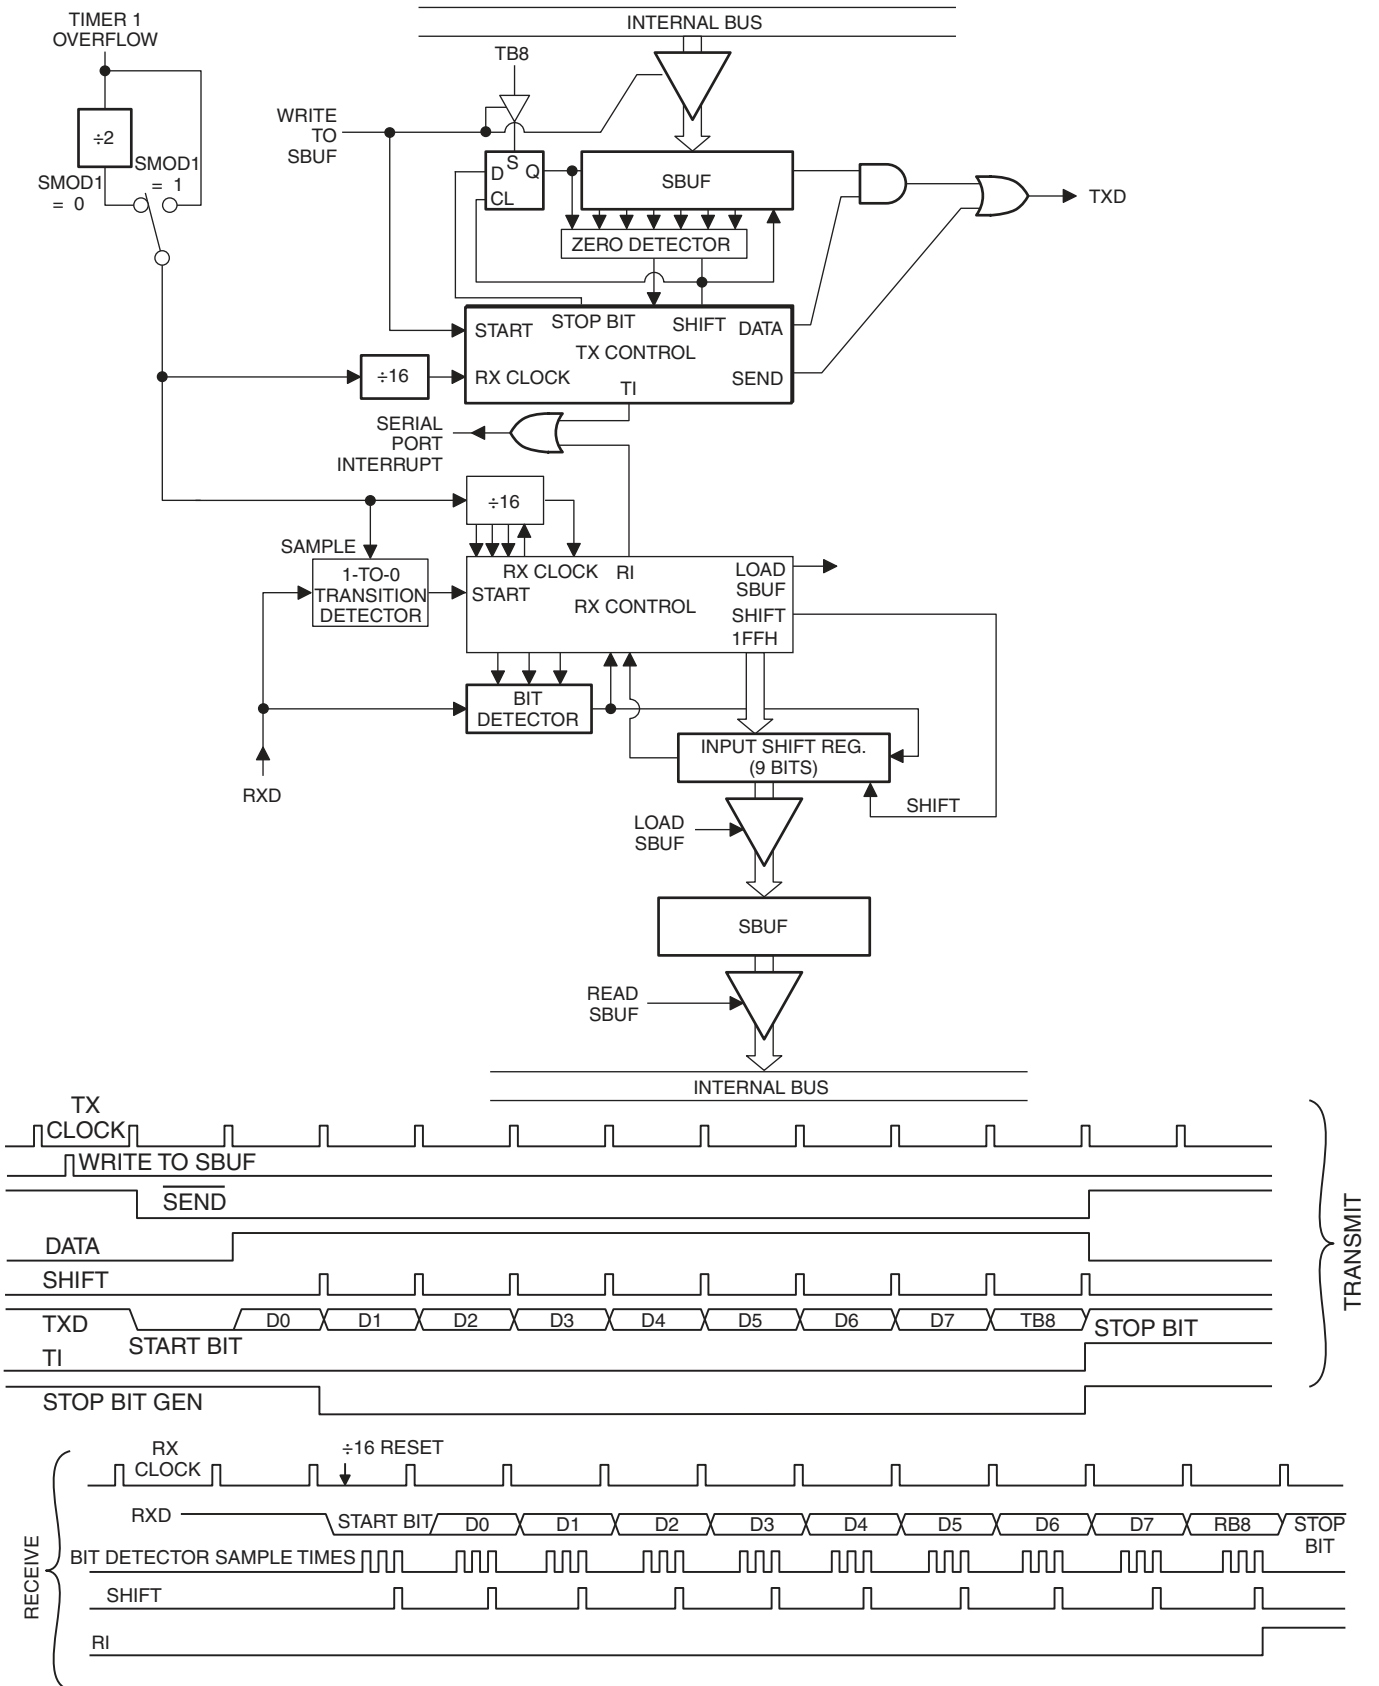 TIMER 1
OVERFLOW
INTERNAL BUS
TB8
WRITE
TO
SBUF
÷2
SMOD1
= 0
SMOD1
= 1
D S Q
CL
SBUF
TXD
ZERO DETECTOR
STOP BIT SHIFT DATA
START
TX CONTROL
÷16
RX CLOCK
TI
SEND
SERIAL
PORT
INTERRUPT
÷16
SAMPLE
1-TO-0
TRANSITION
DETECTOR
RX CLOCK RI
LOAD
SBUF
START
RX CONTROL
SHIFT
1FFH
BIT
DETECTOR
INPUT SHIFT REG.
(9 BITS)
RXD
SHIFT
LOAD
SBUF
SBUF
READ
SBUF
INTERNAL BUS
TX
CLOCK
WRITE TO SBUF
SEND
DATA
SHIFT
TXD
START BIT
D0 D1 D2 D3 D4 D5 D6 D7 TB8
STOP BIT
TI
STOP BIT GEN
TRANSMIT
RX
CLOCK
÷16 RESET
RXD
START BIT D0 D1 D2 D3 D4 D5 D6 D7 RB8 STOP
BIT
BIT DETECTOR SAMPLE TIMES
SHIFT
RI
RECEIVE